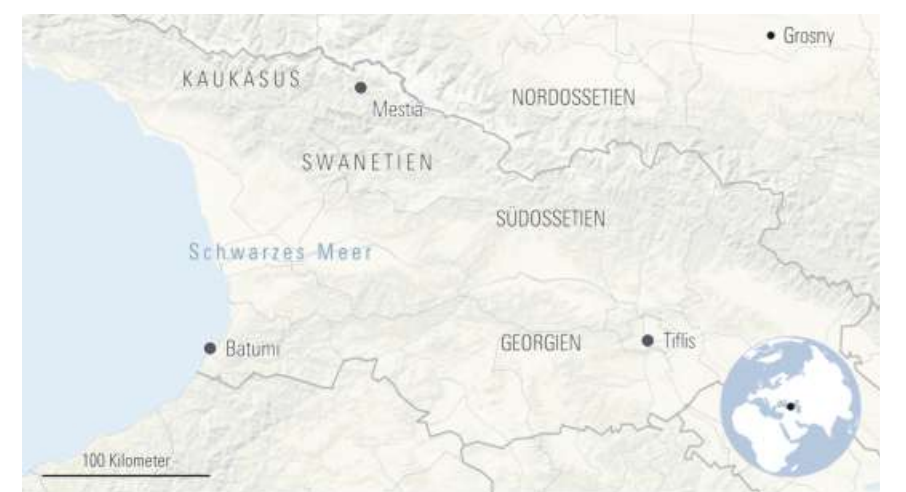 Grosny
KAUKASUS
Mestia
NORDOSSETIEN
SWANETIEN
SÜDOSSETIEN
Schwarzes Meer
Batumi
GEORGIEN
Tiflis
100 Kilometer